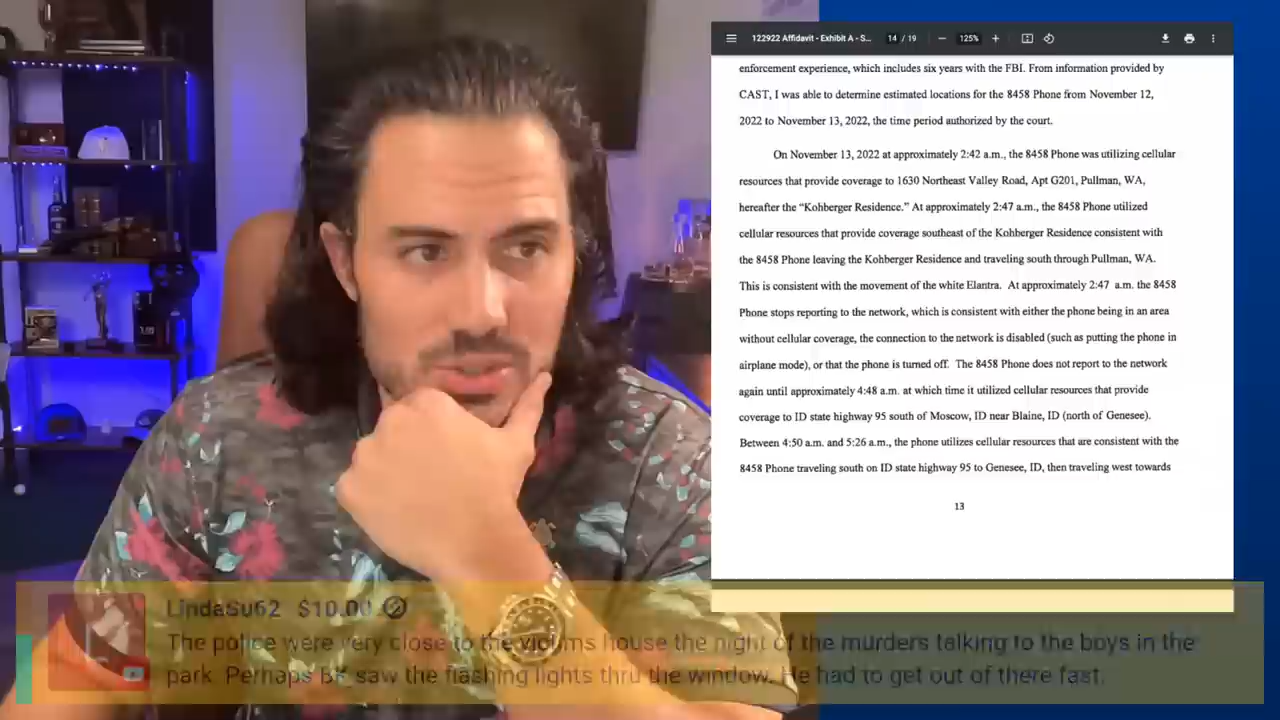 122922 Affidavit - Exhibit A - S...
14 / 19
125%
enforcement experience, which includes six years with the FBI. From information provided by
CAST, I was able to determine estimated locations for the 8458 Phone from November 12,
2022 to November 13, 2022, the time period authorized by the court.
On November 13, 2022 at approximately 2:42 a.m., the 8458 Phone was utilizing cellular
resources that provide coverage to 1630 Northeast Valley Road, Apt G201, Pullman, WA,
hereafter the “Kohberger Residence.” At approximately 2:47 a.m., the 8458 Phone utilized
cellular resources that provide coverage southeast of the Kohberger Residence consistent with
the 8458 Phone leaving the Kohberger Residence and traveling south through Pullman, WA.
This is consistent with the movement of the white Elantra. At approximately 2:47 a.m. the 8458
Phone stops reporting to the network, which is consistent with either the phone being in an area
without cellular coverage, the connection to the network is disabled (such as putting the phone in
airplane mode), or that the phone is turned off. The 8458 Phone does not report to the network
again until approximately 4:48 a.m. at which time it utilized cellular resources that provide
coverage to ID state highway 95 south of Moscow, ID near Blaine, ID (north of Genesee).
Between 4:50 a.m. and 5:26 a.m., the phone utilizes cellular resources that are consistent with the
8458 Phone traveling south on ID state highway 95 to Genesee, ID, then traveling west towards
13
LindaSu62 $10.00
The police were very close to the victims house the night of the murders talking to the boys in the
park. Perhaps BK saw the flashing lights thru the window. He had to get out of there fast.